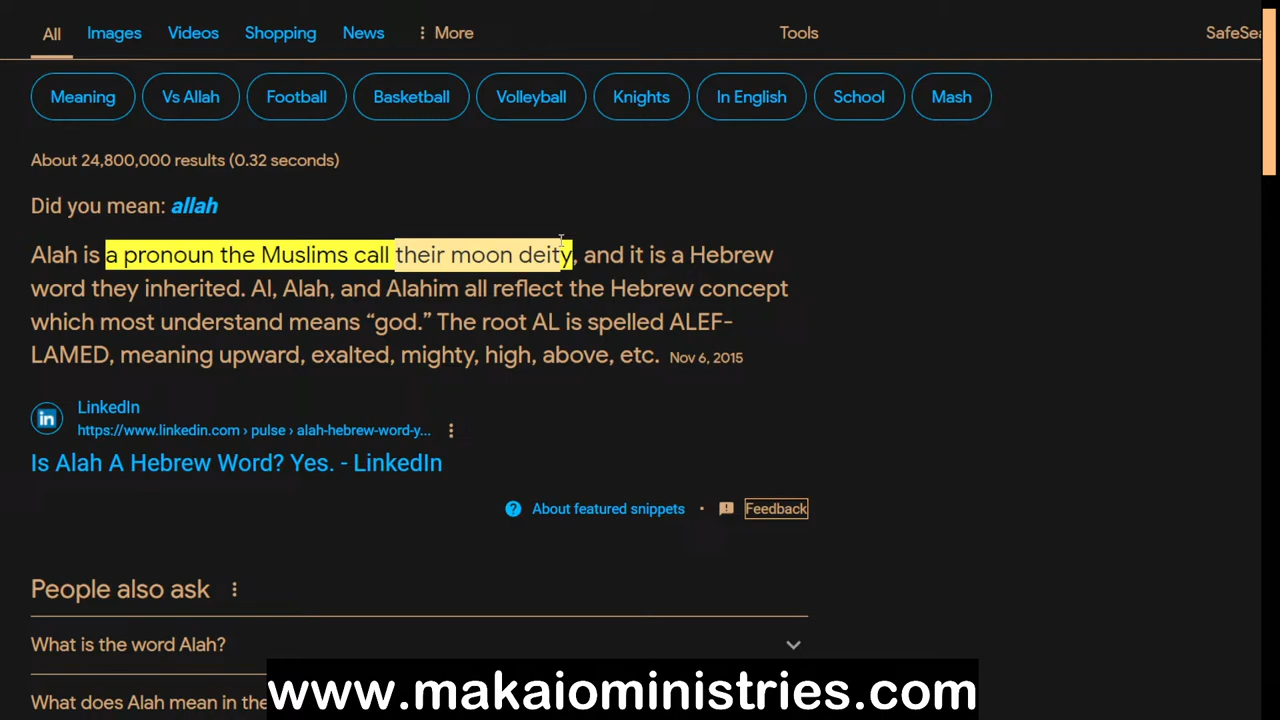 All Images Videos Shopping News More Tools SafeSea
Meaning Vs Allah Football Basketball Volleyball Knights In English School Mash
About 24,800,000 results (0.32 seconds)
Did you mean: allah
Alah is a pronoun the Muslims call their moon deity, and it is a Hebrew
word they inherited. Al, Alah, and Alahim all reflect the Hebrew concept
which most understand means “god.” The root AL is spelled ALEF-
LAMED, meaning upward, exalted, mighty, high, above, etc. Nov 6, 2015
LinkedIn
https://www.linkedin.com › pulse › alah-hebrew-word-y...
Is Alah A Hebrew Word? Yes. - LinkedIn
About featured snippets • Feedback
People also ask
What is the word Alah?
What does Alah mean in the
www.makaioministries.com